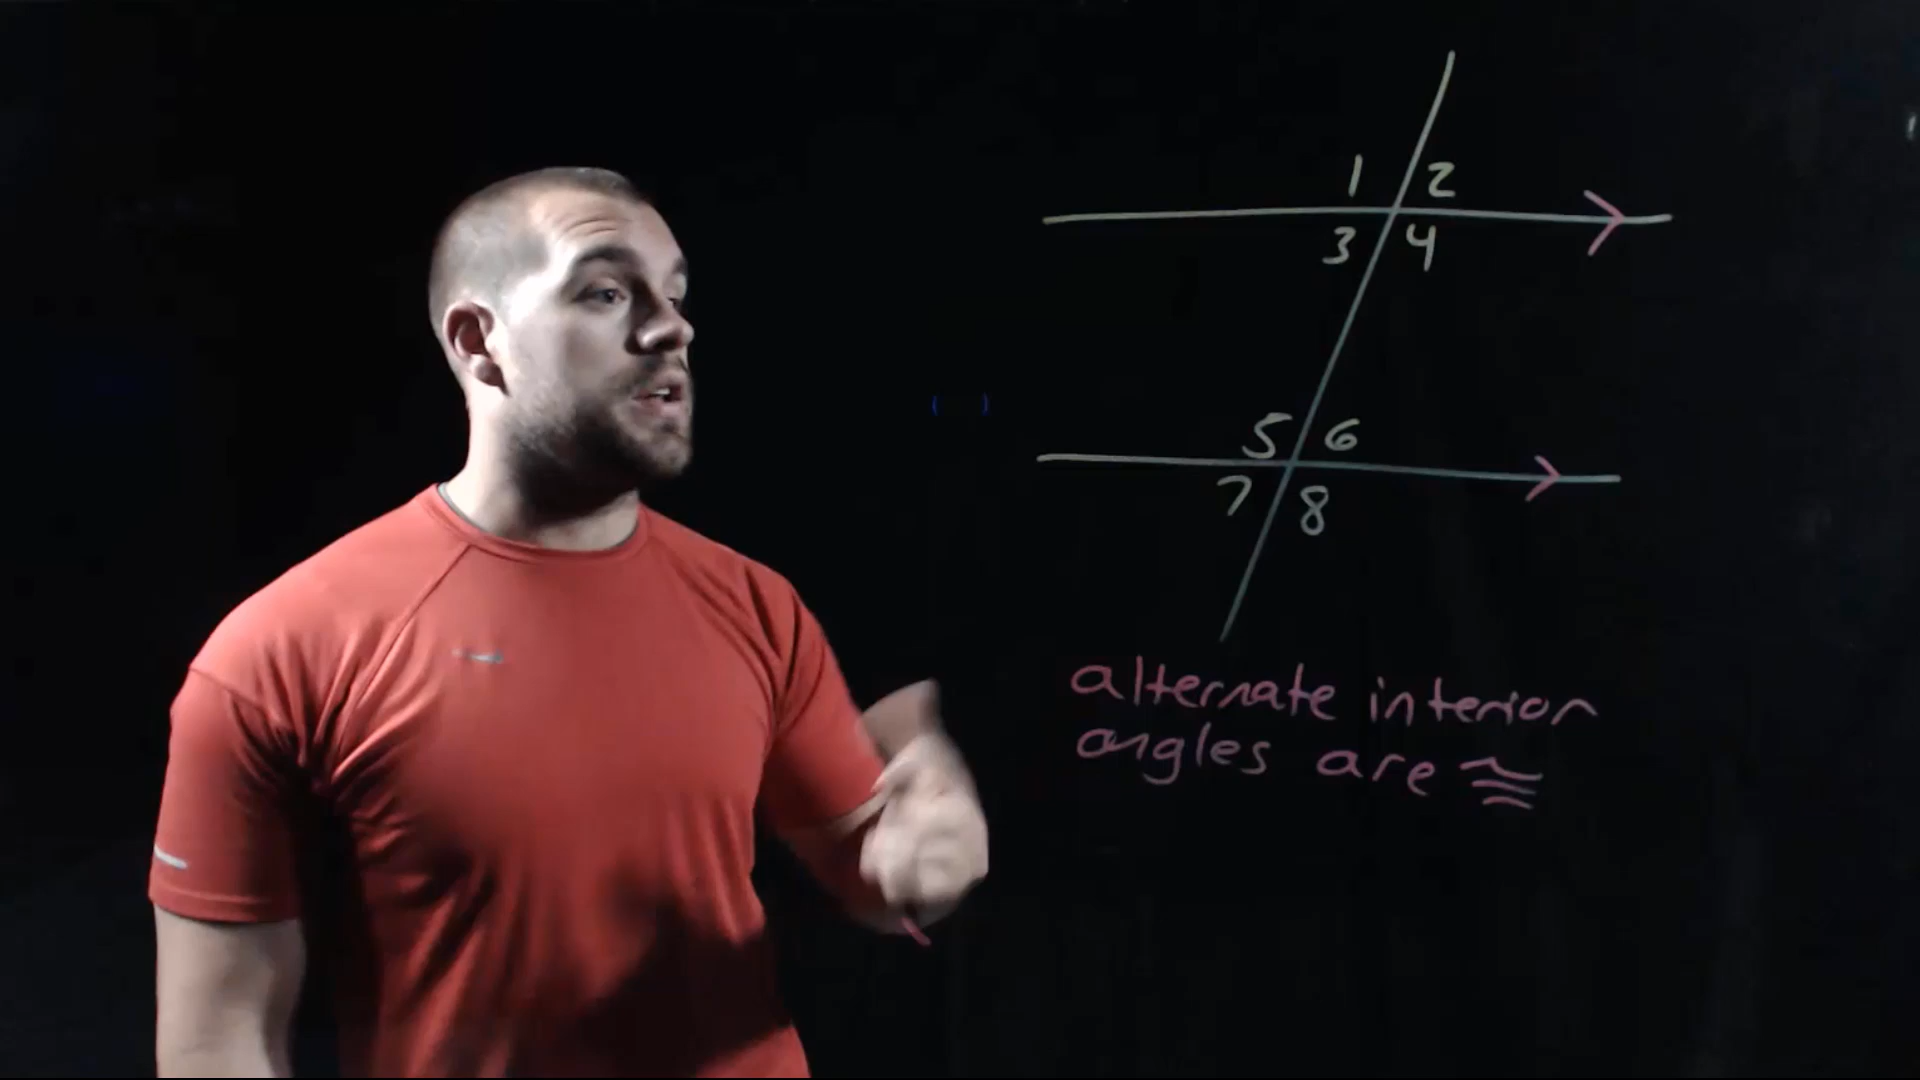 1 2
3 4
5 6
7 8
alternate interior
angles are ≅